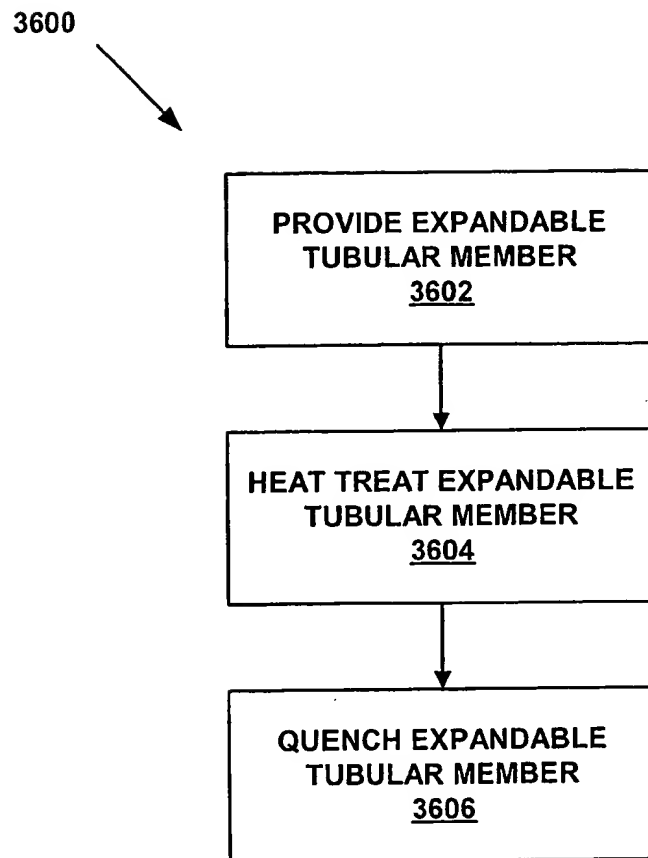 3600
PROVIDE EXPANDABLE
TUBULAR MEMBER
3602
HEAT TREAT EXPANDABLE
TUBULAR MEMBER
3604
QUENCH EXPANDABLE
TUBULAR MEMBER
3606